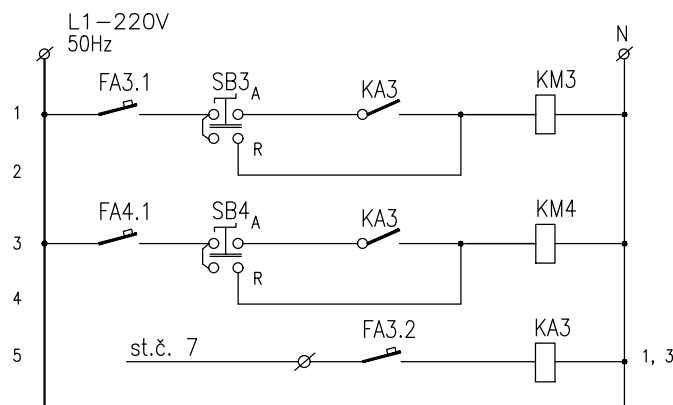 L1-220V
50Hz
N
FA3.1
SB3
A
KA3
KM3
1
R
2
FA4.1
SB4
A
KA3
KM4
3
R
4
FA3.2
KA3
5
st.č. 7
1, 3